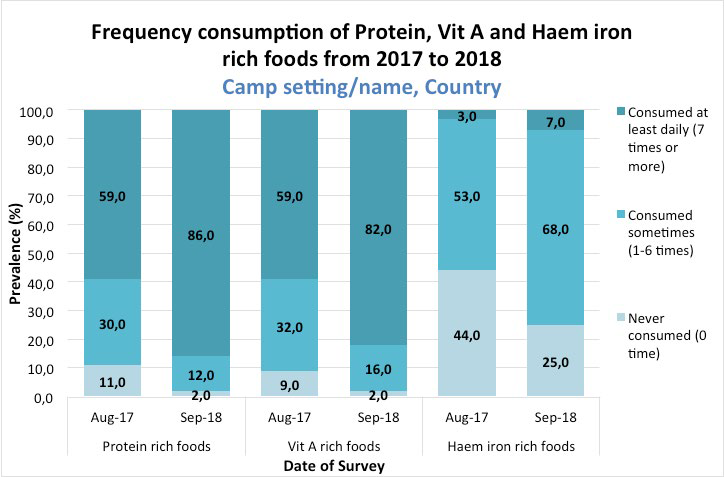 Frequency consumption of Protein, Vit A and Haem iron
rich foods from 2017 to 2018
Camp setting/name, Country
Prevalence (%)
100,0
90,0
80,0
70,0
60,0
50,0
40,0
30,0
20,0
10,0
0,0
59,0
30,0
11,0
86,0
12,0
2,0
59,0
32,0
9,0
82,0
16,0
2,0
3,0
53,0
44,0
7,0
68,0
25,0
Aug-17
Sep-18
Aug-17
Sep-18
Aug-17
Sep-18
Protein rich foods
Vit A rich foods
Haem iron rich foods
Date of Survey
Consumed at
least daily (7
times or
more)
Consumed
sometimes
(1-6 times)
Never
consumed (0
time)